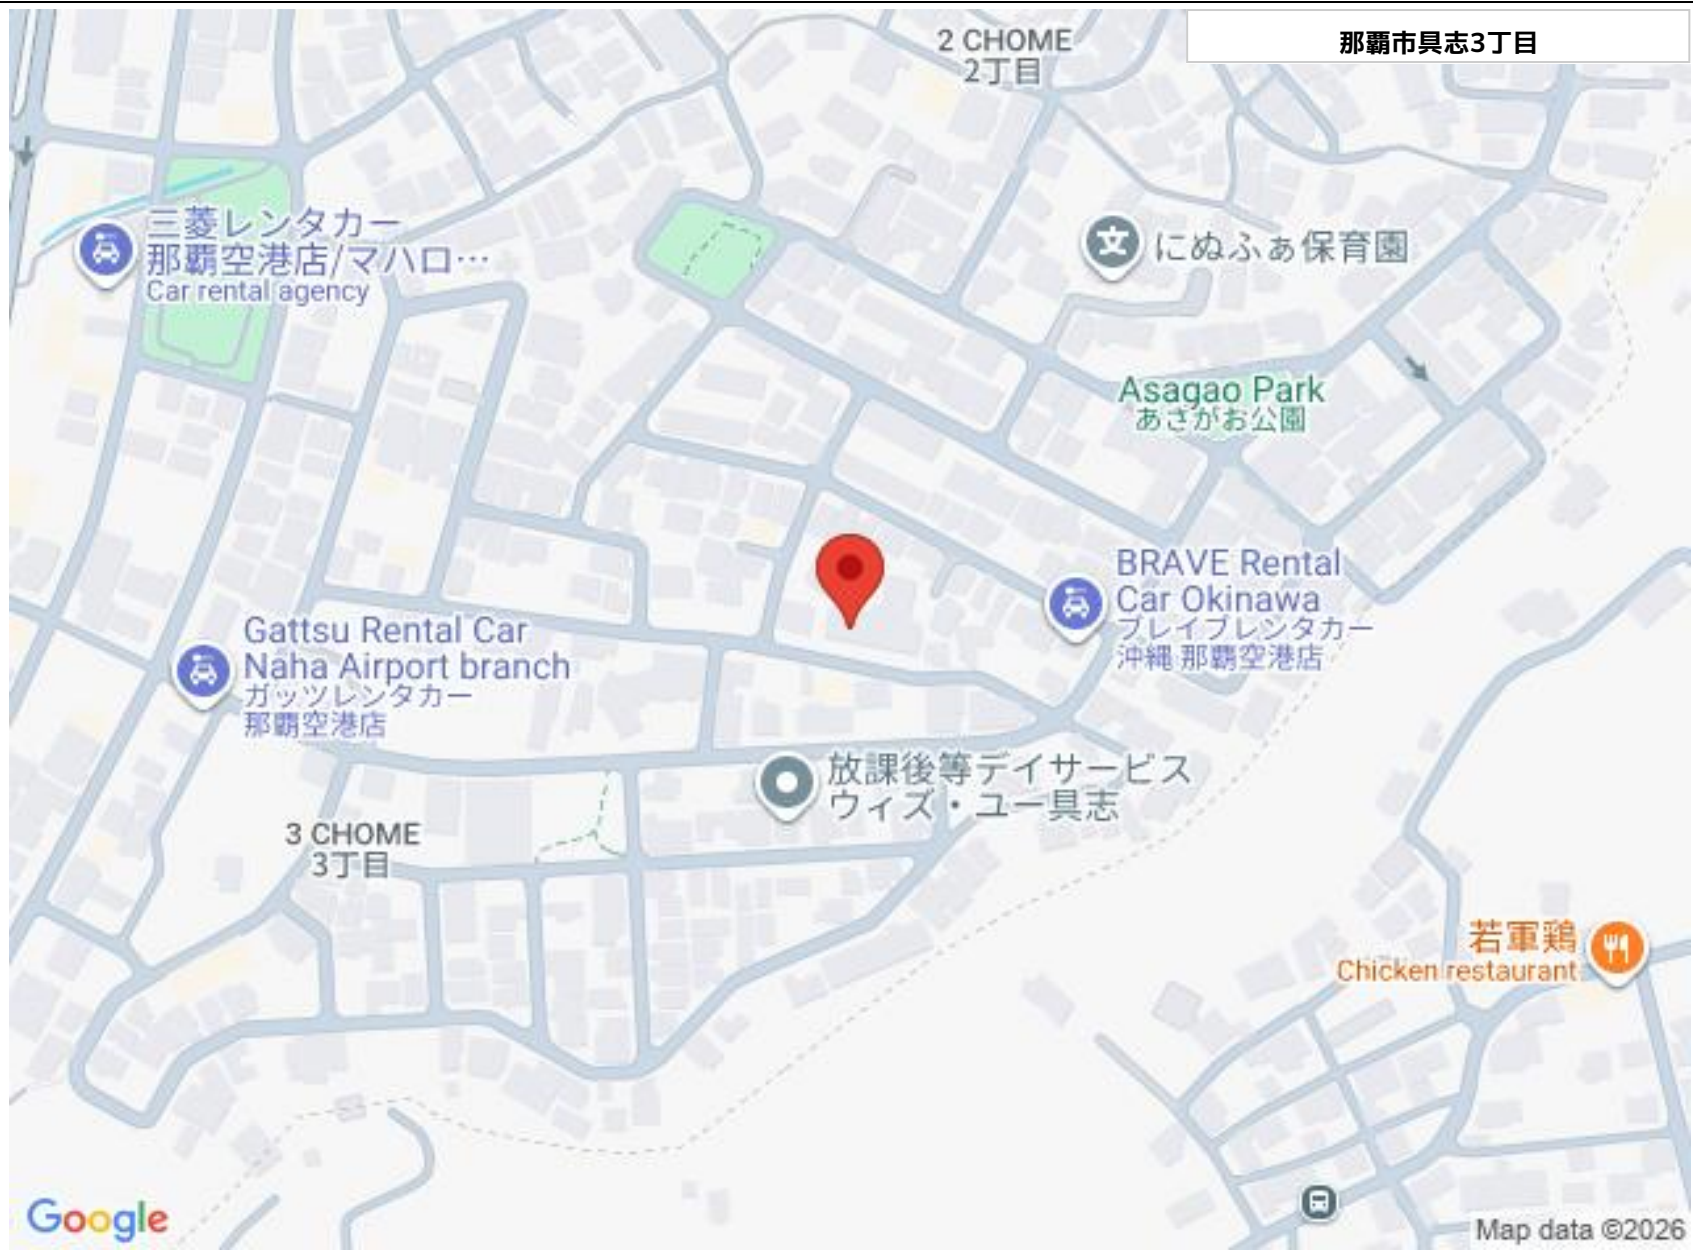 那覇市具志3丁目
2 CHOME
2丁目
三菱レンタカー
那覇空港店/マハロ…
Car rental agency
にぬふぁ保育園
Asagao Park
あさがお公園
BRAVE Rental
Car Okinawa
ブレイブレンタカー
沖縄 那覇空港店
Gattsu Rental Car
Naha Airport branch
ガッツレンタカー
那覇空港店
放課後等デイサービス
ウィズ・ユー具志
3 CHOME
3丁目
若軍鶏
Chicken restaurant
Google
Map data ©2026